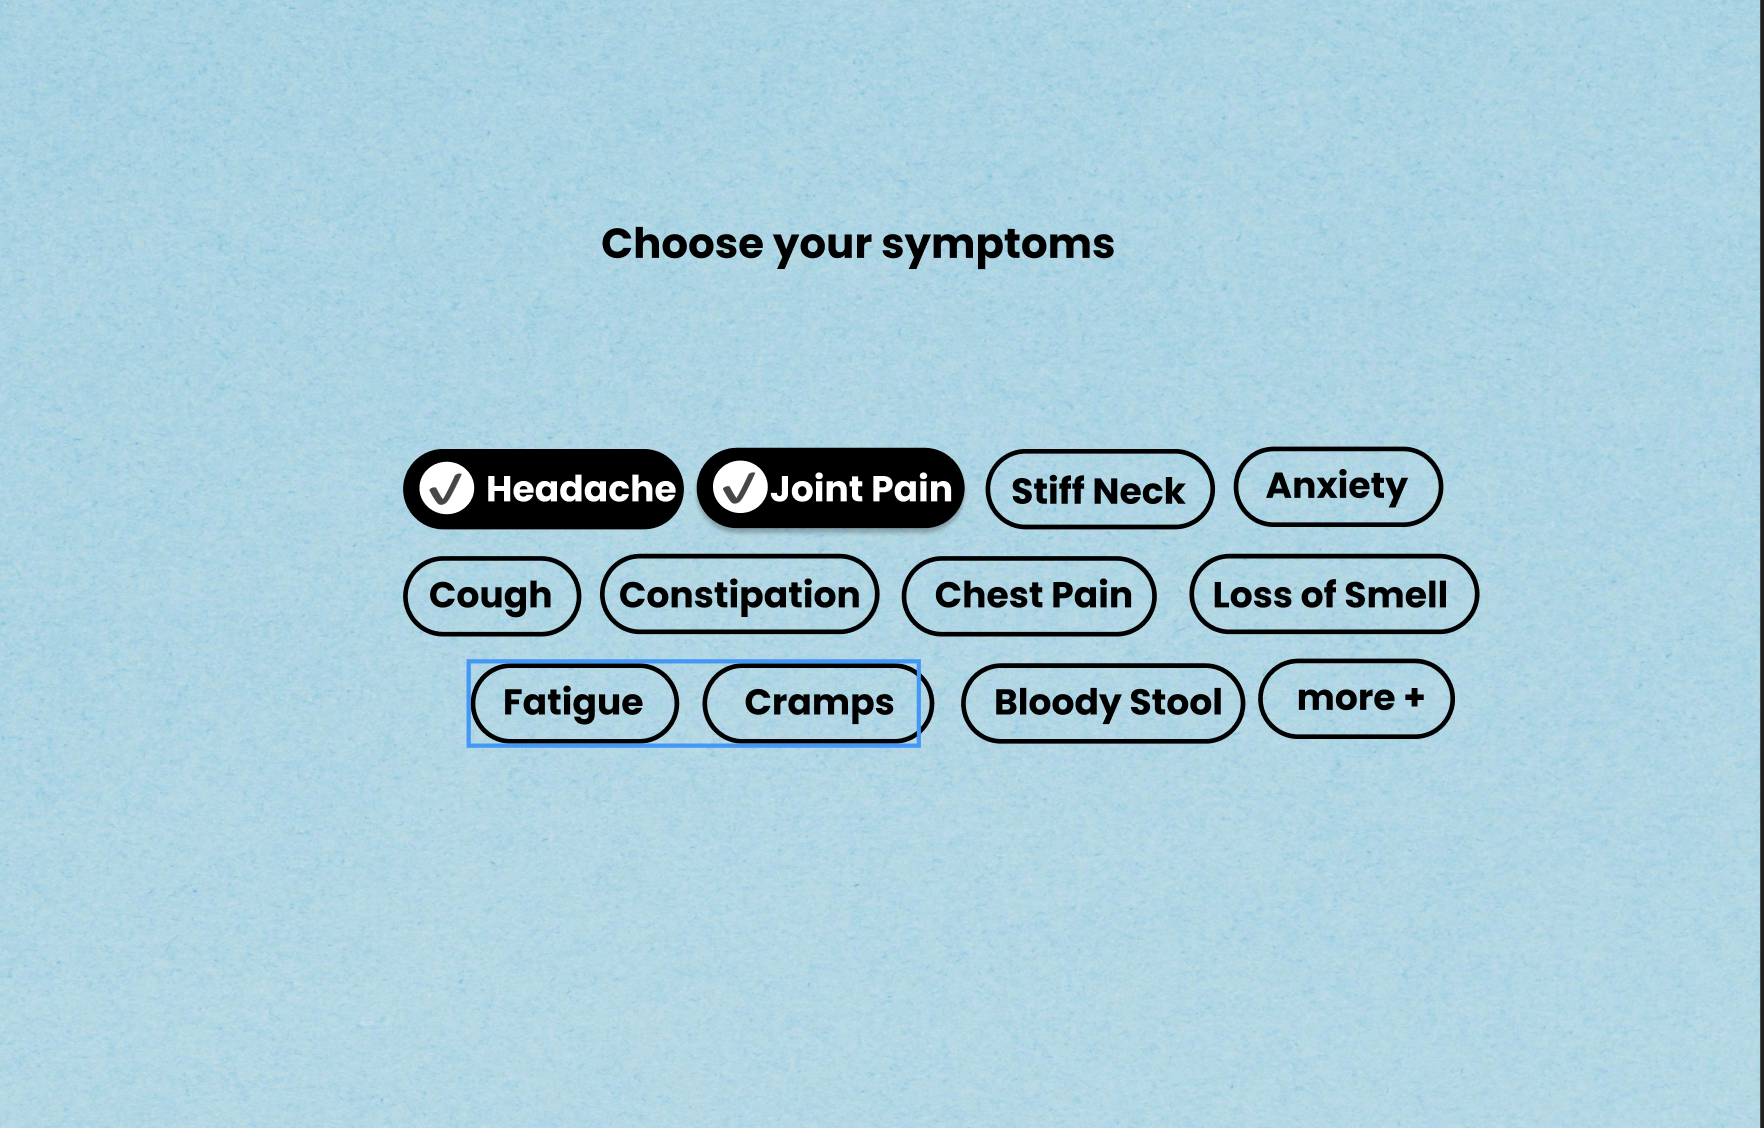 Choose your symptoms
Headache Joint Pain Stiff Neck Anxiety
Cough Constipation Chest Pain Loss of Smell
Fatigue Cramps Bloody Stool more +